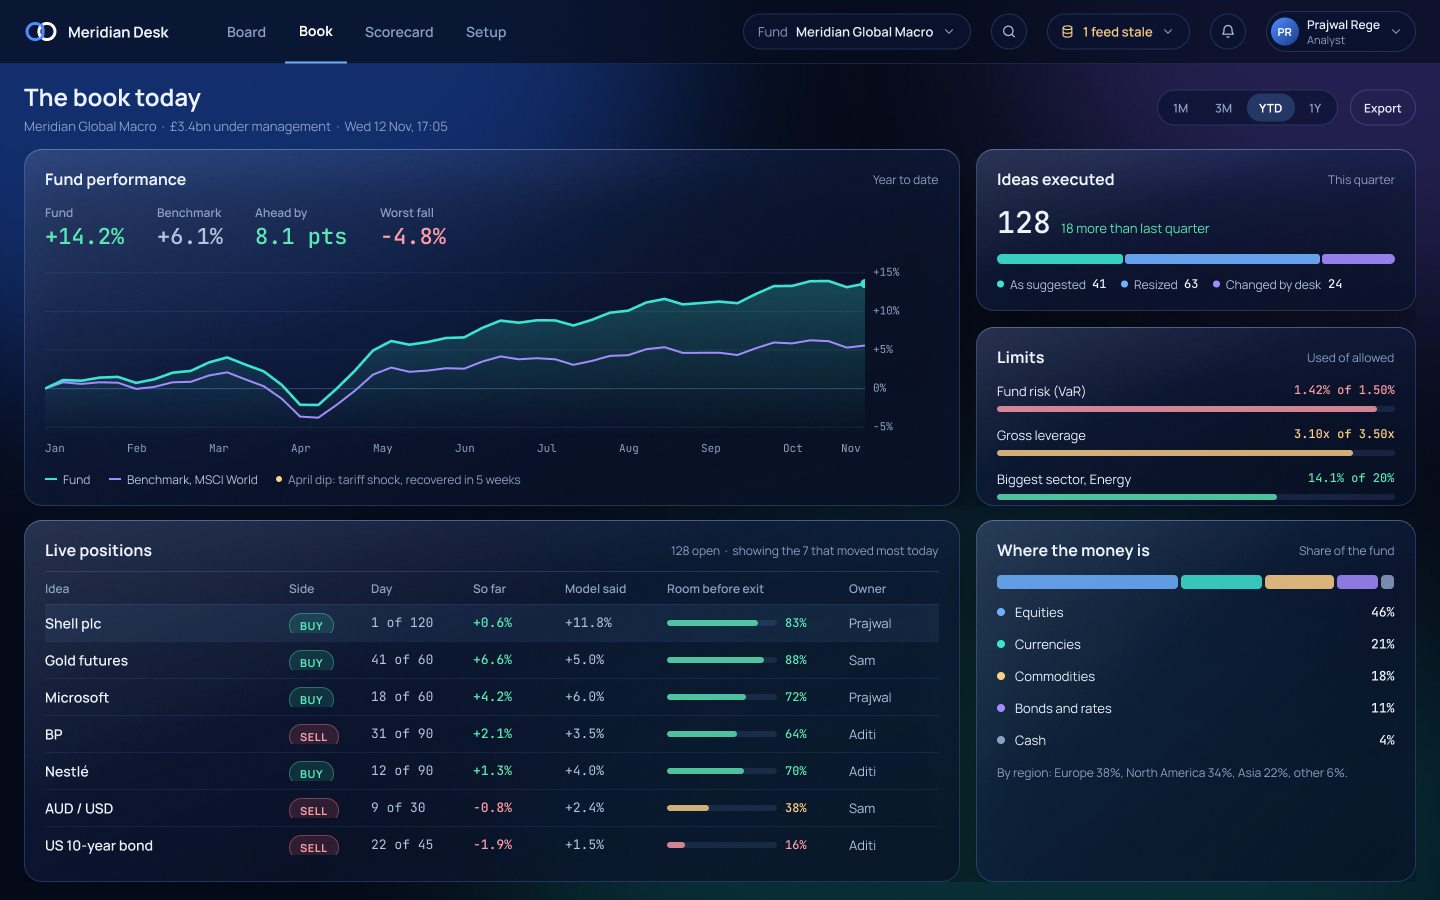 Meridian Desk
Board
Book
Scorecard
Setup
Fund Meridian Global Macro
1 feed stale
PR
Prajwal Rege
Analyst
The book today
Meridian Global Macro · £3.4bn under management · Wed 12 Nov, 17:05
1M 3M YTD 1Y
Export
Fund performance
Year to date
Fund Benchmark Ahead by Worst fall
+14.2% +6.1% 8.1 pts -4.8%
+15%
+10%
+5%
0%
-5%
Jan Feb Mar Apr May Jun Jul Aug Sep Oct Nov
Fund Benchmark, MSCI World April dip: tariff shock, recovered in 5 weeks
Ideas executed
This quarter
128 18 more than last quarter
As suggested 41 Resized 63 Changed by desk 24
Limits
Used of allowed
Fund risk (VaR) 1.42% of 1.50%
Gross leverage 3.10x of 3.50x
Biggest sector, Energy 14.1% of 20%
Live positions
128 open · showing the 7 that moved most today
Idea Side Day So far Model said Room before exit Owner
Shell plc BUY 1 of 120 +0.6% +11.8% 83% Prajwal
Gold futures BUY 41 of 60 +6.6% +5.0% 88% Sam
Microsoft BUY 18 of 60 +4.2% +6.0% 72% Prajwal
BP SELL 31 of 90 +2.1% +3.5% 64% Aditi
Nestlé BUY 12 of 90 +1.3% +4.0% 70% Aditi
AUD / USD SELL 9 of 30 -0.8% +2.4% 38% Sam
US 10-year bond SELL 22 of 45 -1.9% +1.5% 16% Aditi
Where the money is
Share of the fund
Equities 46%
Currencies 21%
Commodities 18%
Bonds and rates 11%
Cash 4%
By region: Europe 38%, North America 34%, Asia 22%, other 6%.